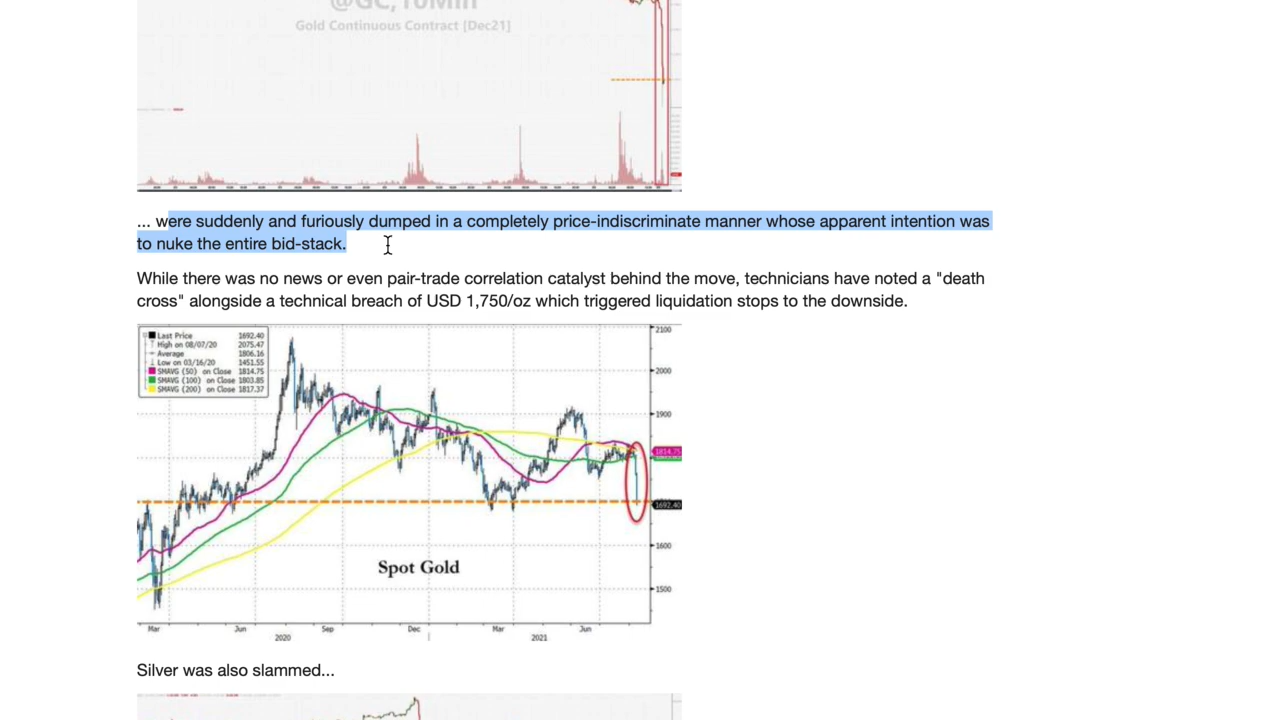 @GC,10Min
Gold Continuous Contract [Dec21]
... were suddenly and furiously dumped in a completely price-indiscriminate manner whose apparent intention was
to nuke the entire bid-stack.
While there was no news or even pair-trade correlation catalyst behind the move, technicians have noted a "death
cross" alongside a technical breach of USD 1,750/oz which triggered liquidation stops to the downside.
Last Price 1692.40
High on 08/07/20 2075.47
Average 1806.16
Low on 03/16/20 1451.55
SMAVG (50) on Close 1814.75
SMAVG (100) on Close 1803.85
SMAVG (200) on Close 1817.37
2100
2000
1900
1814.75
1692.40
1600
1500
Spot Gold
Mar Jun Sep Dec Mar Jun
2020 2021
Silver was also slammed...